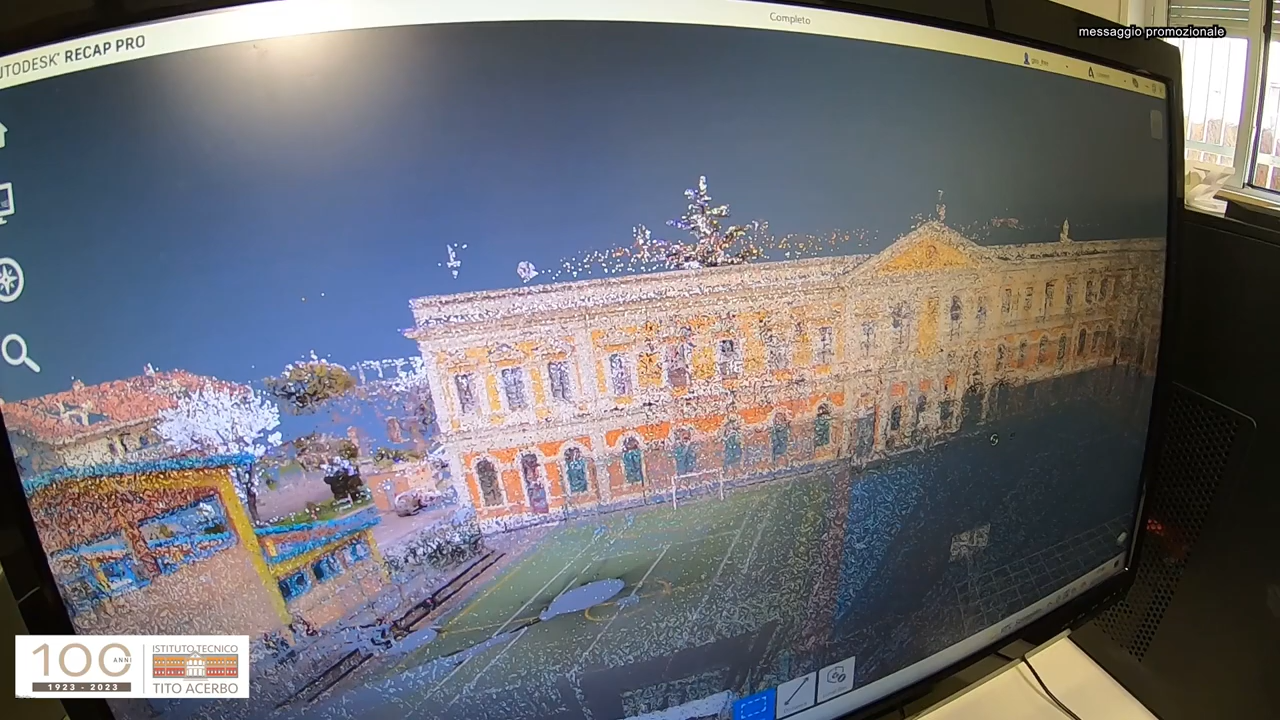 messaggio promozionale
Completo
UTODESK® RECAP PRO
100 ANNI
1923 - 2023
ISTITUTO TECNICO
TITO ACERBO